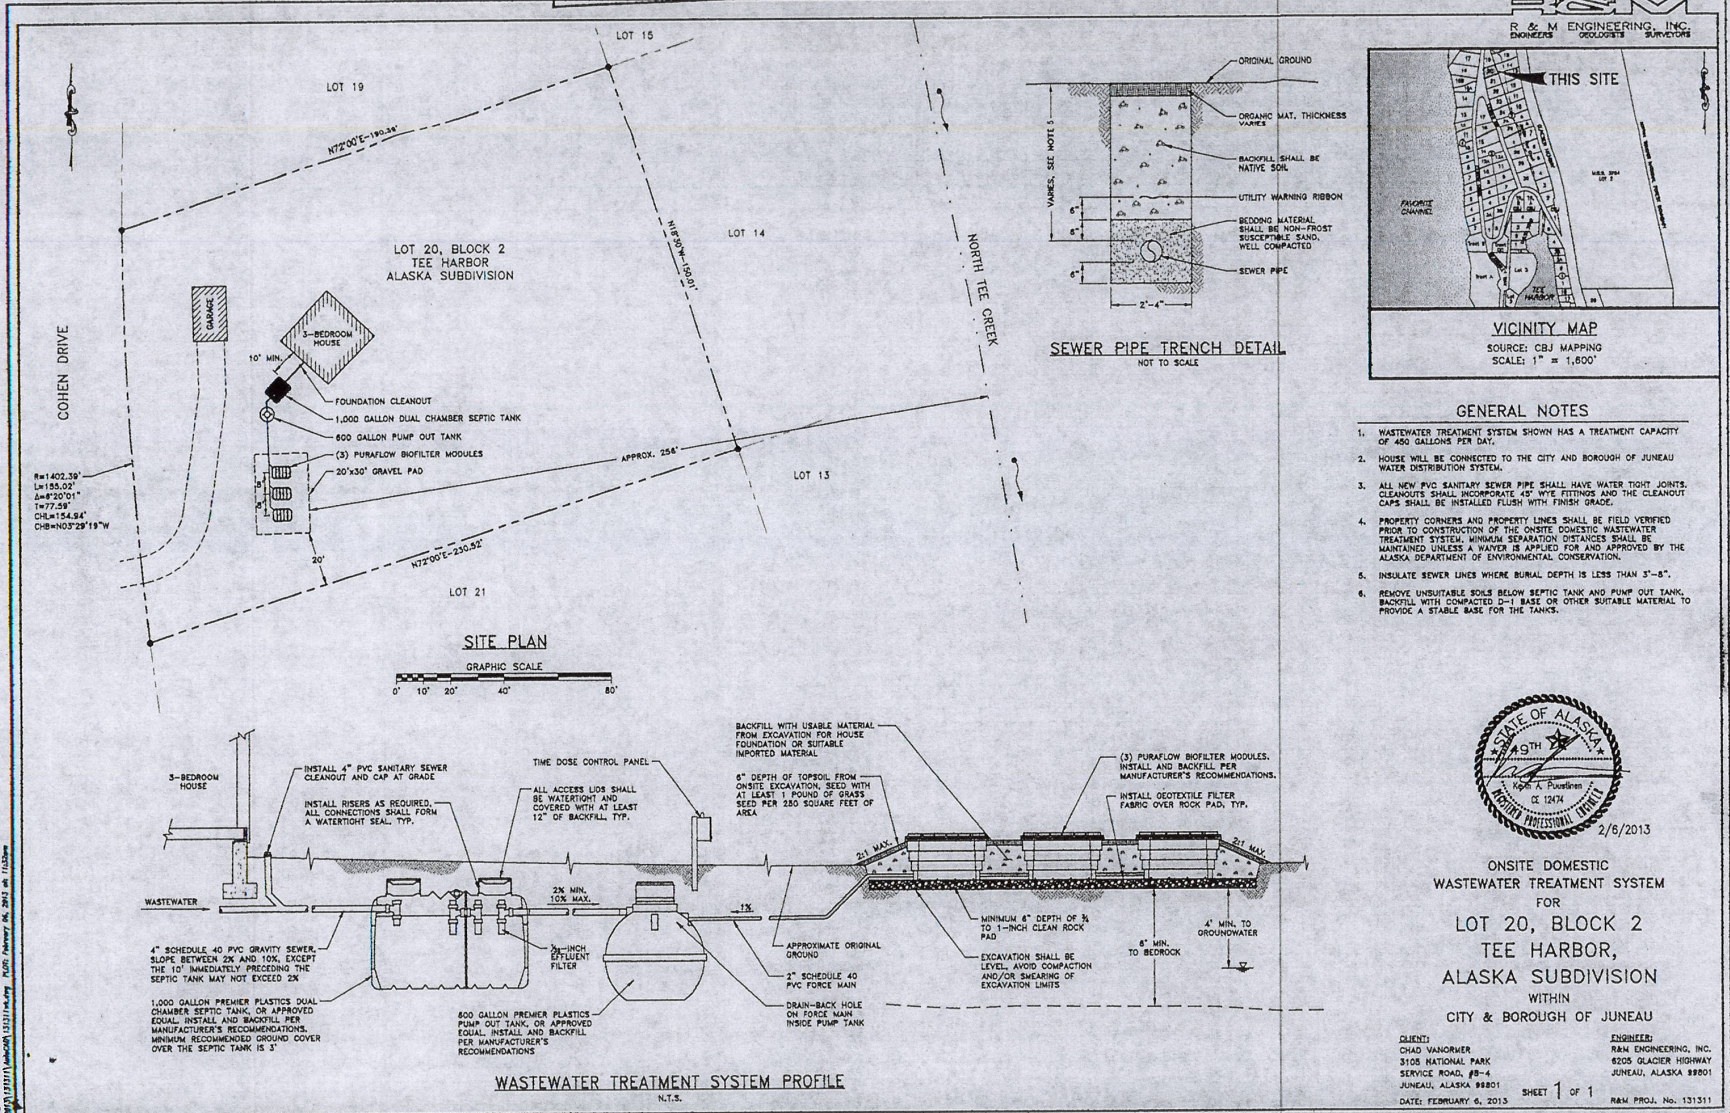 R & M ENGINEERING, INC.
ENGINEERS GEOLOGISTS SURVEYORS
LOT 15
LOT 19
N72°00'E-190.39'
LOT 20, BLOCK 2
TEE HARBOR
ALASKA SUBDIVISION
LOT 14
N18°30'W-150.01'
NORTH TEE CREEK
COHEN DRIVE
GARAGE
3-BEDROOM
HOUSE
10' MIN.
FOUNDATION CLEANOUT
1,000 GALLON DUAL CHAMBER SEPTIC TANK
600 GALLON PUMP OUT TANK
(3) PURAFLOW BIOFILTER MODULES
20'x30' GRAVEL PAD
APPROX. 256'
LOT 13
R=1402.39'
L=155.02'
Δ=6°20'01"
T=77.59'
CHL=154.94'
CHB=N03°29'19"W
20'
N72°00'E-230.52'
LOT 21
SITE PLAN
GRAPHIC SCALE
0' 10' 20' 40' 80'
ORIGINAL GROUND
ORGANIC MAT. THICKNESS
VARIES
BACKFILL SHALL BE
NATIVE SOIL
UTILITY WARNING RIBBON
BEDDING MATERIAL
SHALL BE NON-FROST
SUSCEPTIBLE SAND,
WELL COMPACTED
SEWER PIPE
VARIES, SEE NOTE 5
6"
6"
6"
2'-4"
SEWER PIPE TRENCH DETAIL
NOT TO SCALE
THIS SITE
FAVORITE
CHANNEL
TEE
HARBOR
VICINITY MAP
SOURCE: CBJ MAPPING
SCALE: 1" = 1,600'
GENERAL NOTES
1. WASTEWATER TREATMENT SYSTEM SHOWN HAS A TREATMENT CAPACITY
OF 450 GALLONS PER DAY.
2. HOUSE WILL BE CONNECTED TO THE CITY AND BOROUGH OF JUNEAU
WATER DISTRIBUTION SYSTEM.
3. ALL NEW PVC SANITARY SEWER PIPE SHALL HAVE WATER TIGHT JOINTS.
CLEANOUTS SHALL INCORPORATE 45° WYE FITTINGS AND THE CLEANOUT
CAPS SHALL BE INSTALLED FLUSH WITH FINISH GRADE.
4. PROPERTY CORNERS AND PROPERTY LINES SHALL BE FIELD VERIFIED
PRIOR TO CONSTRUCTION OF THE ONSITE DOMESTIC WASTEWATER
TREATMENT SYSTEM. MINIMUM SEPARATION DISTANCES SHALL BE
MAINTAINED UNLESS A WAIVER IS APPLIED FOR AND APPROVED BY THE
ALASKA DEPARTMENT OF ENVIRONMENTAL CONSERVATION.
5. INSULATE SEWER LINES WHERE BURIAL DEPTH IS LESS THAN 3'-6".
6. REMOVE UNSUITABLE SOILS BELOW SEPTIC TANK AND PUMP OUT TANK.
BACKFILL WITH COMPACTED D-1 BASE OR OTHER SUITABLE MATERIAL TO
PROVIDE A STABLE BASE FOR THE TANKS.
STATE OF ALASKA
49TH
Keith A. Puustinen
CE 12474
REGISTERED PROFESSIONAL ENGINEER
2/6/2013
3-BEDROOM
HOUSE
INSTALL 4" PVC SANITARY SEWER
CLEANOUT AND CAP AT GRADE
INSTALL RISERS AS REQUIRED,
ALL CONNECTIONS SHALL FORM
A WATERTIGHT SEAL, TYP.
TIME DOSE CONTROL PANEL
ALL ACCESS LIDS SHALL
BE WATERTIGHT AND
COVERED WITH AT LEAST
12" OF BACKFILL, TYP.
BACKFILL WITH USABLE MATERIAL
FROM EXCAVATION FOR HOUSE
FOUNDATION OR SUITABLE
IMPORTED MATERIAL
6" DEPTH OF TOPSOIL FROM
ONSITE EXCAVATION, SEED WITH
AT LEAST 1 POUND OF GRASS
SEED PER 250 SQUARE FEET OF
AREA
(3) PURAFLOW BIOFILTER MODULES.
INSTALL AND BACKFILL PER
MANUFACTURER'S RECOMMENDATIONS.
INSTALL GEOTEXTILE FILTER
FABRIC OVER ROCK PAD, TYP.
2:1 MAX.
2:1 MAX.
WASTEWATER
2% MIN.
10% MAX.
1%
4" SCHEDULE 40 PVC GRAVITY SEWER.
SLOPE BETWEEN 2% AND 10%, EXCEPT
THE 10' IMMEDIATELY PRECEDING THE
SEPTIC TANK MAY NOT EXCEED 2%
EFFLUENT
FILTER
1,000 GALLON PREMIER PLASTICS DUAL
CHAMBER SEPTIC TANK, OR APPROVED
EQUAL. INSTALL AND BACKFILL PER
MANUFACTURER'S RECOMMENDATIONS.
MINIMUM RECOMMENDED GROUND COVER
OVER THE SEPTIC TANK IS 3'
600 GALLON PREMIER PLASTICS
PUMP OUT TANK, OR APPROVED
EQUAL. INSTALL AND BACKFILL
PER MANUFACTURER'S
RECOMMENDATIONS
APPROXIMATE ORIGINAL
GROUND
2" SCHEDULE 40
PVC FORCE MAIN
DRAIN-BACK HOLE
ON FORCE MAIN
INSIDE PUMP TANK
MINIMUM 6" DEPTH OF ¾
TO 1-INCH CLEAN ROCK
PAD
EXCAVATION SHALL BE
LEVEL, AVOID COMPACTION
AND/OR SMEARING OF
EXCAVATION LIMITS
6' MIN.
TO BEDROCK
4' MIN. TO
GROUNDWATER
WASTEWATER TREATMENT SYSTEM PROFILE
N.T.S.
ONSITE DOMESTIC
WASTEWATER TREATMENT SYSTEM
FOR
LOT 20, BLOCK 2
TEE HARBOR,
ALASKA SUBDIVISION
WITHIN
CITY & BOROUGH OF JUNEAU
CLIENT:
CHAD VANORMER
3105 NATIONAL PARK
SERVICE ROAD, #B-4
JUNEAU, ALASKA 99801
DATE: FEBRUARY 6, 2013
SHEET 1 OF 1
ENGINEER:
R&M ENGINEERING, INC.
6205 GLACIER HIGHWAY
JUNEAU, ALASKA 99801
R&M PROJ. No. 131311